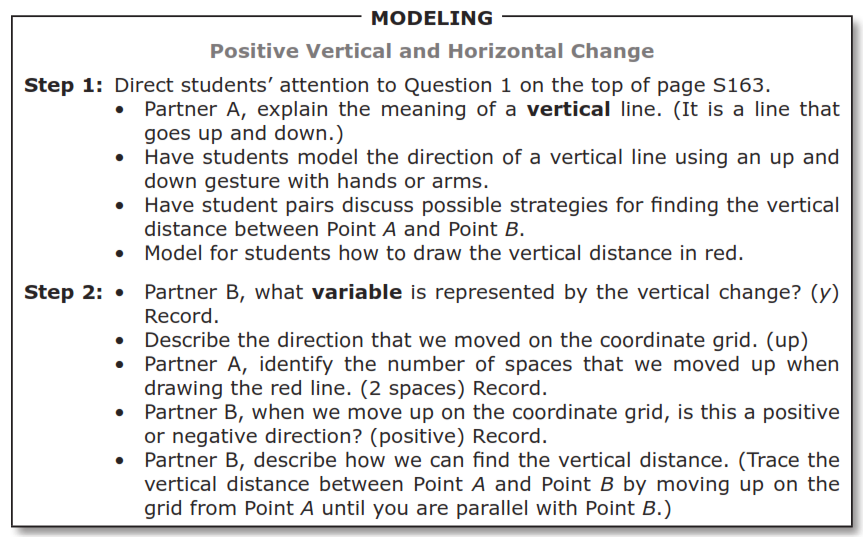 MODELING
Positive Vertical and Horizontal Change
Step 1: Direct students’ attention to Question 1 on the top of page S163.
• Partner A, explain the meaning of a vertical line. (It is a line that
goes up and down.)
• Have students model the direction of a vertical line using an up and
down gesture with hands or arms.
• Have student pairs discuss possible strategies for finding the vertical
distance between Point A and Point B.
• Model for students how to draw the vertical distance in red.
Step 2: • Partner B, what variable is represented by the vertical change? (y)
Record.
• Describe the direction that we moved on the coordinate grid. (up)
• Partner A, identify the number of spaces that we moved up when
drawing the red line. (2 spaces) Record.
• Partner B, when we move up on the coordinate grid, is this a positive
or negative direction? (positive) Record.
• Partner B, describe how we can find the vertical distance. (Trace the
vertical distance between Point A and Point B by moving up on the
grid from Point A until you are parallel with Point B.)